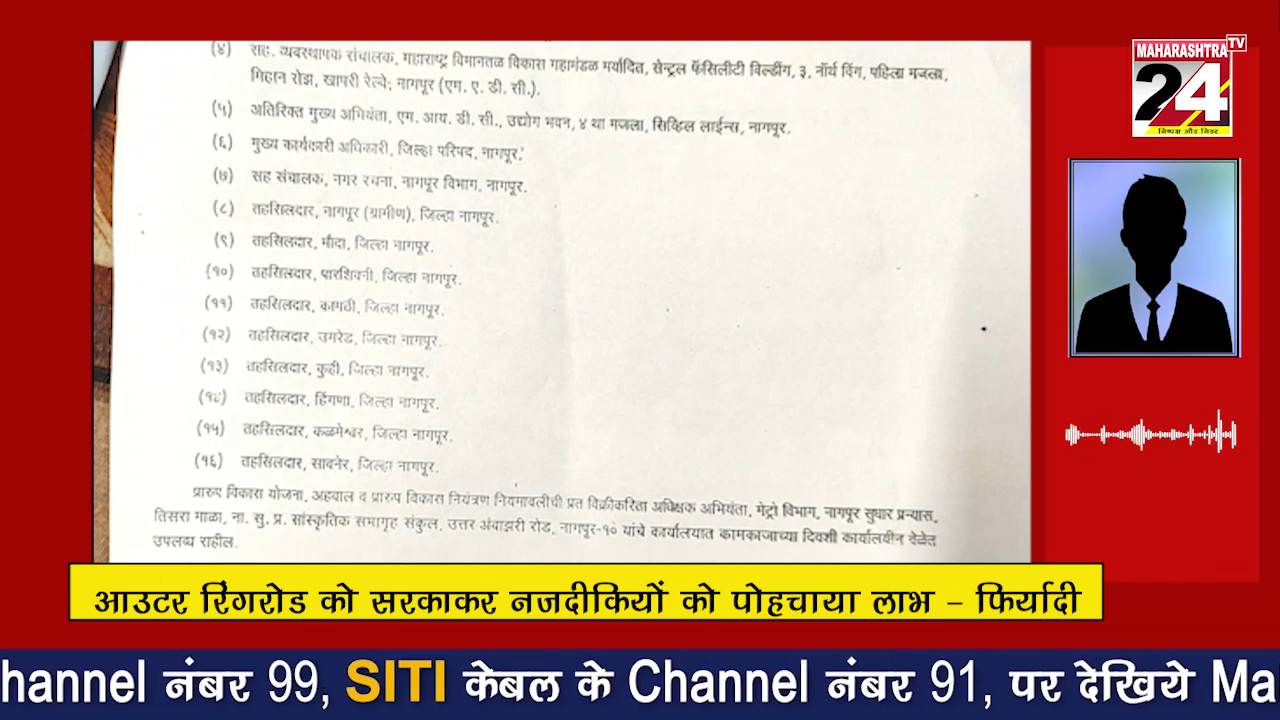 (४) सह. व्यवस्थापक संचालक, महाराष्ट्र विमानतळ विकास महामंडळ मर्यादित, सेन्ट्रल फॅसिलीटी बिल्डींग, ३, नॉर्थ विंग, पहिला मजला,
मिहान रोड, खापरी रेल्वे; नागपूर (एम. ए. डी. सी.).
(५) अतिरिक्त मुख्य अभियंता, एम. आय. डी. सी., उद्योग भवन, ४ था मजला, सिव्हिल लाईन्स, नागपूर.
(६) मुख्य कार्यकारी अधिकारी, जिल्हा परिषद, नागपूर.
(७) सह संचालक, नगर रचना, नागपूर विभाग, नागपूर.
(८) तहसिलदार, नागपूर (ग्रामीण), जिल्हा नागपूर.
(९) तहसिलदार, मौदा, जिल्हा नागपूर.
(१०) तहसिलदार, पारशिवनी, जिल्हा नागपूर.
(११) तहसिलदार, कामठी, जिल्हा नागपूर.
(१२) तहसिलदार, उमरेड, जिल्हा नागपूर.
(१३) तहसिलदार, कुही, जिल्हा नागपूर.
(१४) तहसिलदार, हिंगणा, जिल्हा नागपूर.
(१५) तहसिलदार, कळमेश्वर, जिल्हा नागपूर.
(१६) तहसिलदार, सावनेर, जिल्हा नागपूर.
प्रारुप विकास योजना, अहवाल व प्रारुप विकास नियंत्रण नियमावलीची प्रत विक्रीकरिता अधिक्षक अभियंता, मेट्रो विभाग, नागपूर सुधार प्रन्यास,
तिसरा माळा, ना. सु. प्र. सांस्कृतिक सभागृह संकुल, उत्तर अंबाझरी रोड, नागपूर-१० यांचे कार्यालयात कामकाजाच्या दिवशी कार्यालयीन वेळेत
उपलब्ध राहील.
MAHARASHTRA TV
24
निष्पक्ष और निडर
आउटर रिंगरोड को सरकाकर नजदीकियों को पोहचाया लाभ – फिर्यादी
hannel नंबर 99, SITI केबल के Channel नंबर 91, पर देखिये Ma